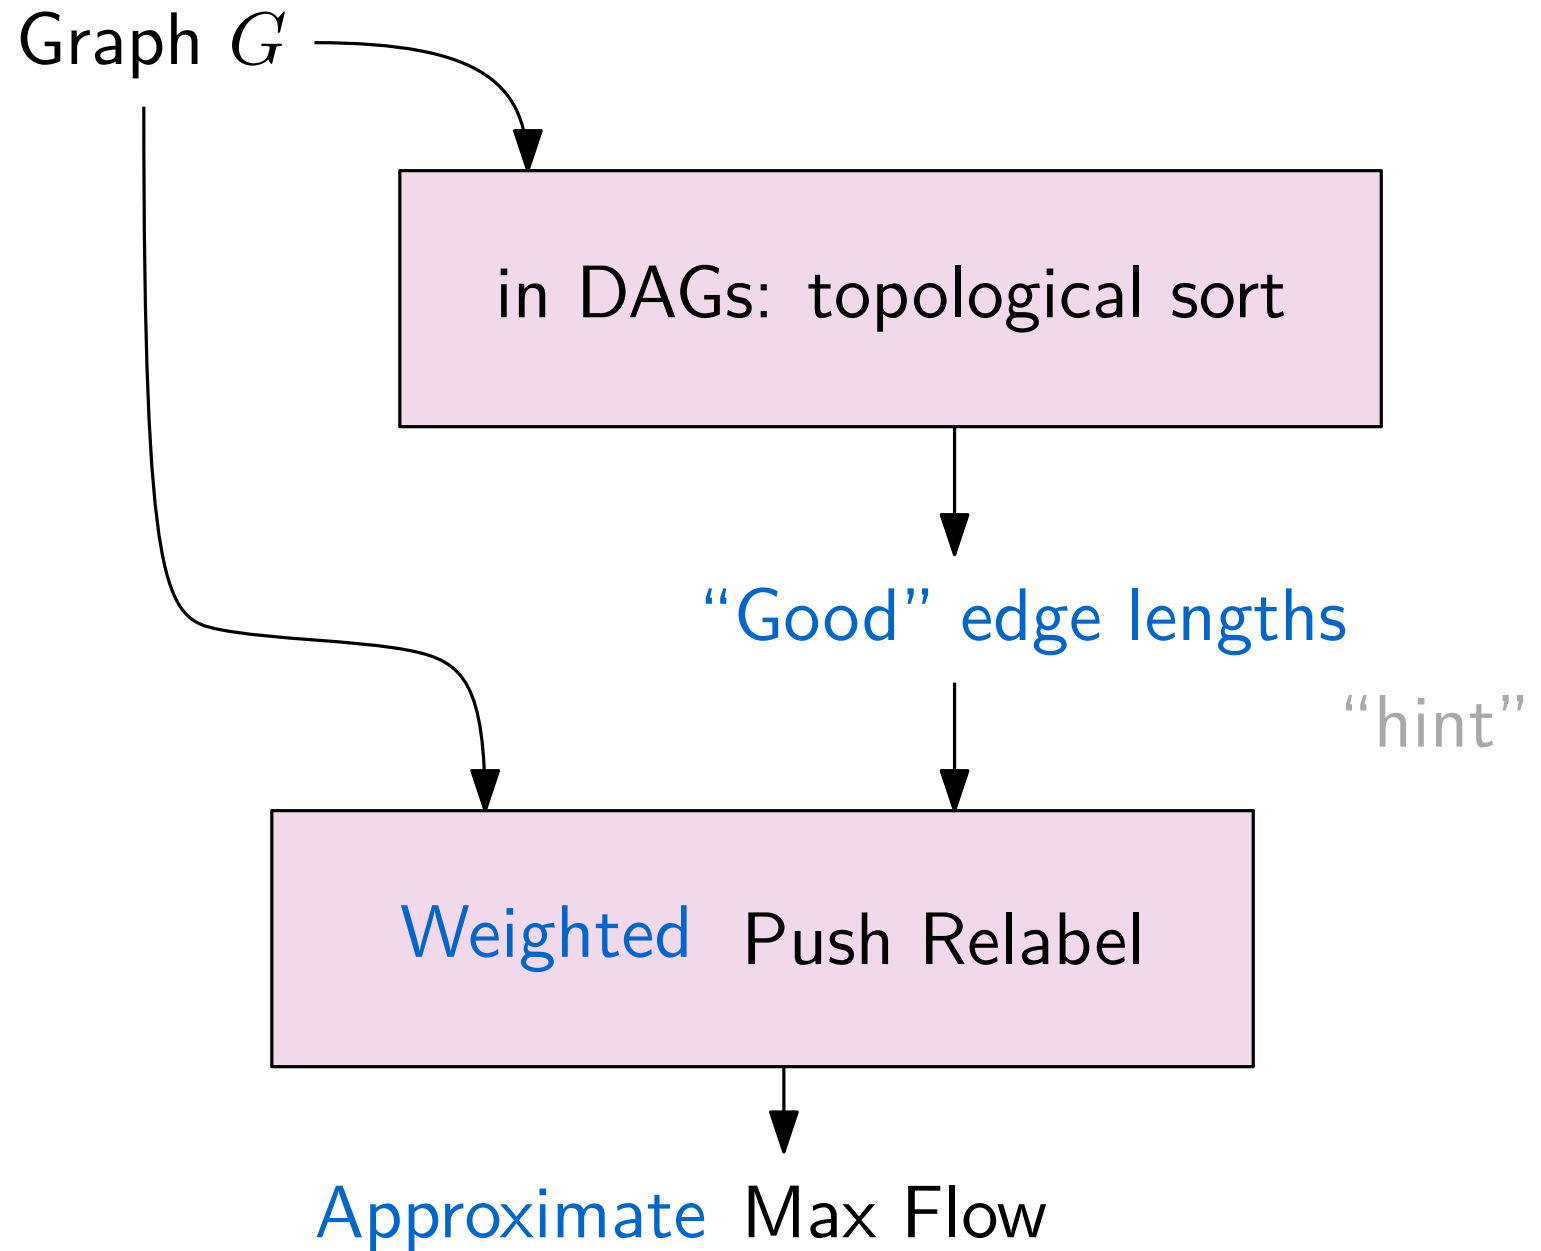 Graph G
in DAGs: topological sort
“Good” edge lengths
“hint”
Weighted Push Relabel
Approximate Max Flow